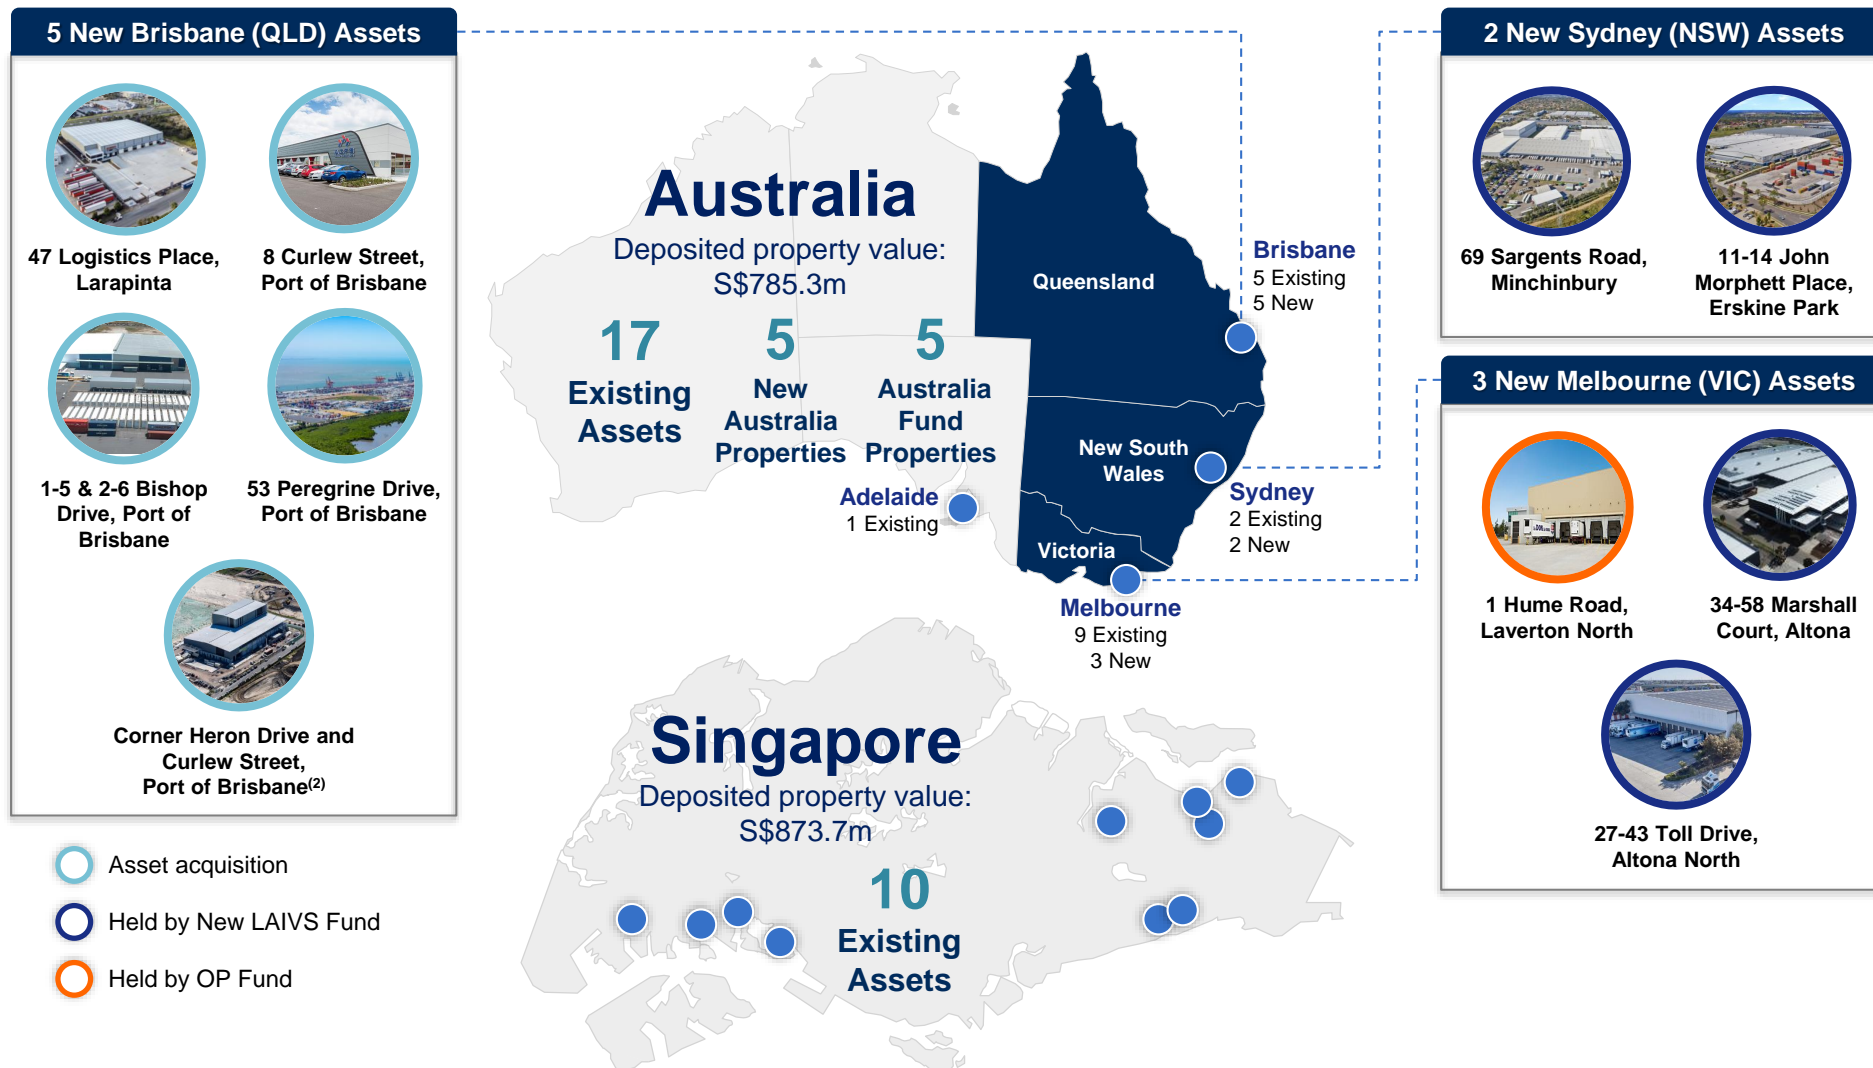 5 New Brisbane (QLD) Assets
47 Logistics Place,
Larapinta
8 Curlew Street,
Port of Brisbane
1-5 & 2-6 Bishop
Drive, Port of
Brisbane
53 Peregrine Drive,
Port of Brisbane
Corner Heron Drive and
Curlew Street,
Port of Brisbane(2)
Asset acquisition
Held by New LAIVS Fund
Held by OP Fund
Australia
Deposited property value:
S$785.3m
17
Existing
Assets
5
New
Australia
Properties
5
Australia
Fund
Properties
Queensland
New South
Wales
Victoria
Brisbane
5 Existing
5 New
Sydney
2 Existing
2 New
Adelaide
1 Existing
Melbourne
9 Existing
3 New
Singapore
Deposited property value:
S$873.7m
10
Existing
Assets
2 New Sydney (NSW) Assets
69 Sargents Road,
Minchinbury
11-14 John
Morphett Place,
Erskine Park
3 New Melbourne (VIC) Assets
1 Hume Road,
Laverton North
34-58 Marshall
Court, Altona
27-43 Toll Drive,
Altona North